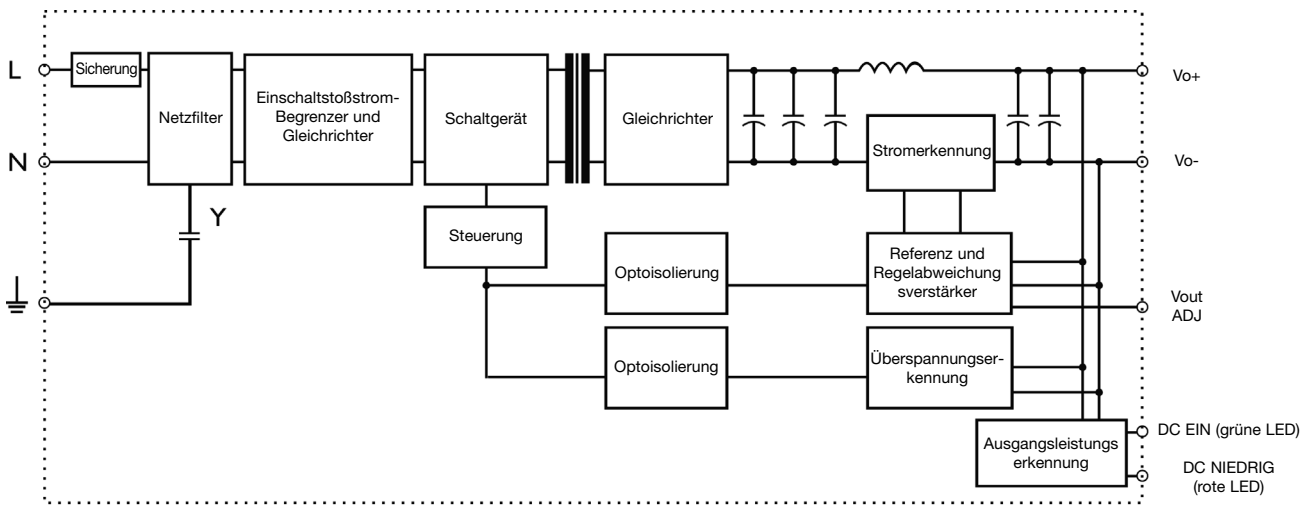 L
Sicherung
Netzfilter
Einschaltstoßstrom-
Begrenzer und
Gleichrichter
Schaltgerät
Gleichrichter
Vo+
N
Stromerkennung
Vo-
Y
Steuerung
Optoisolierung
Referenz und
Regelabweichung
sverstärker
Vout
ADJ
Optoisolierung
Überspannungser-
kennung
Ausgangsleistungs
erkennung
DC EIN (grüne LED)
DC NIEDRIG
(rote LED)